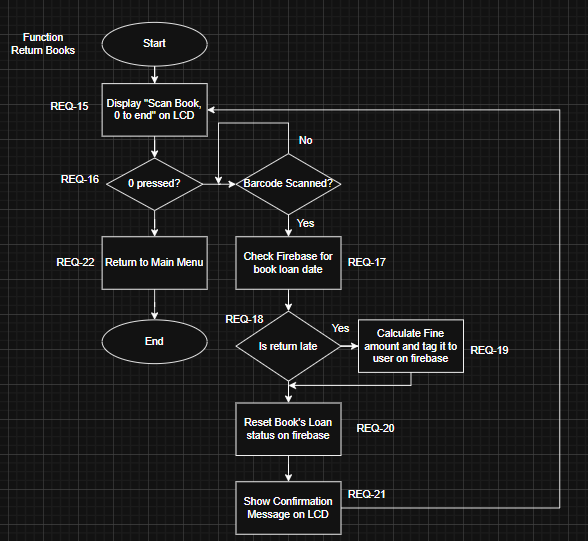 Function
Return Books
Start
REQ-15
Display "Scan Book,
0 to end" on LCD
No
REQ-16
0 pressed?
Barcode Scanned?
Yes
REQ-22
Return to Main Menu
Check Firebase for
book loan date
REQ-17
REQ-18
End
Is return late
Yes
Calculate Fine
amount and tag it to
user on firebase
REQ-19
Reset Book's Loan
status on firebase
REQ-20
Show Confirmation
Message on LCD
REQ-21